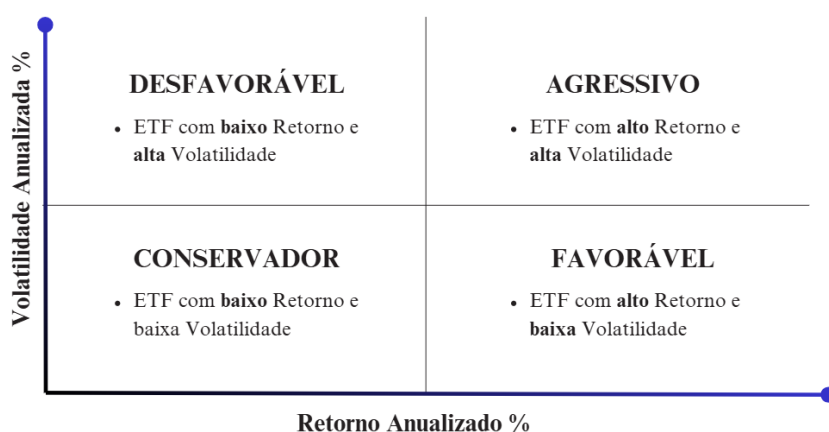 Volatilidade Anualizada %
DESFAVORÁVEL
• ETF com baixo Retorno e
alta Volatilidade
AGRESSIVO
• ETF com alto Retorno e
alta Volatilidade
CONSERVADOR
• ETF com baixo Retorno e
baixa Volatilidade
FAVORÁVEL
• ETF com alto Retorno e
baixa Volatilidade
Retorno Anualizado %